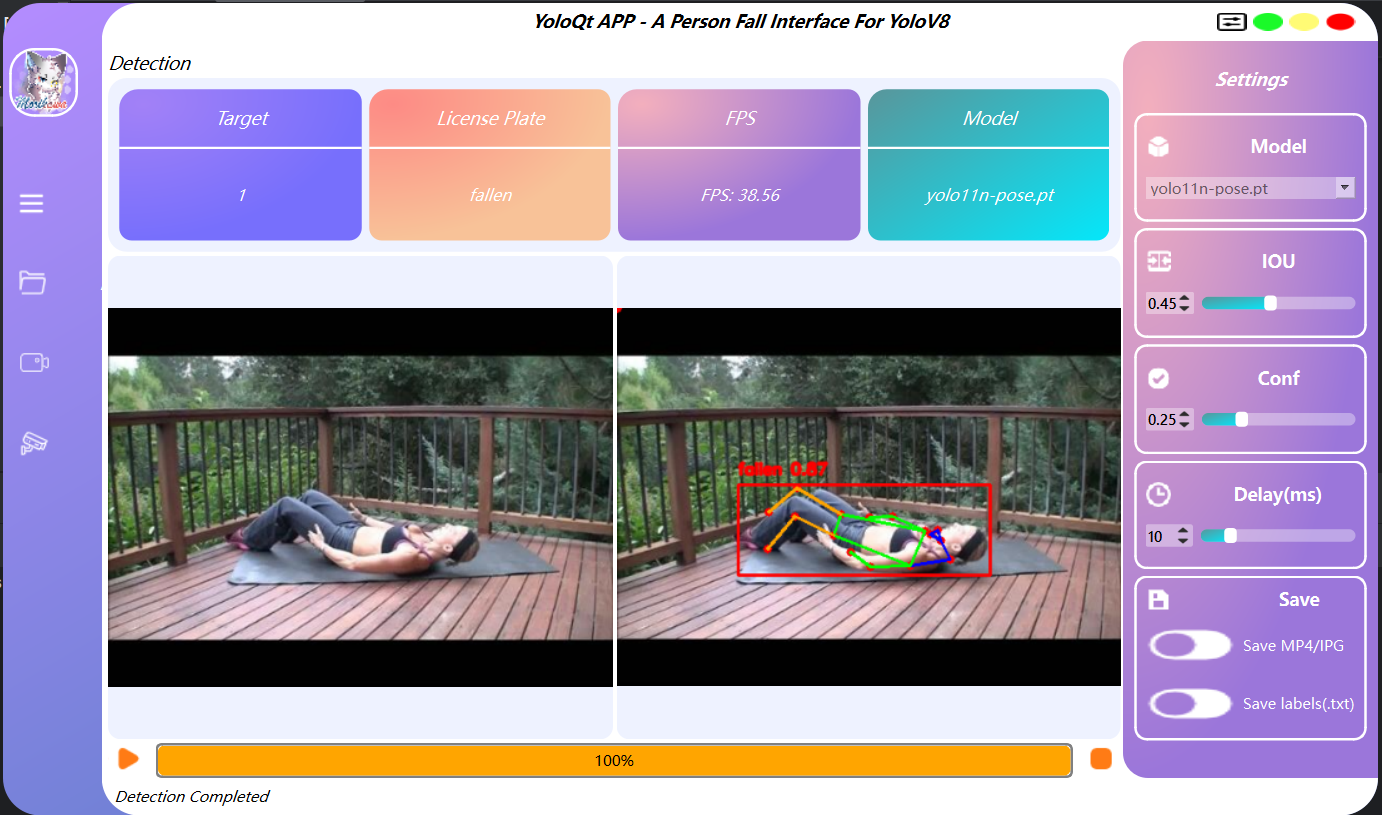 YoloQt APP - A Person Fall Interface For YoloV8
Detection
Target
1
License Plate
fallen
FPS
FPS: 38.56
Model
yolo11n-pose.pt
fallen 0.87
100%
Detection Completed
Settings
Model
yolo11n-pose.pt
IOU
0.45
Conf
0.25
Delay(ms)
10
Save
Save MP4/IPG
Save labels(.txt)